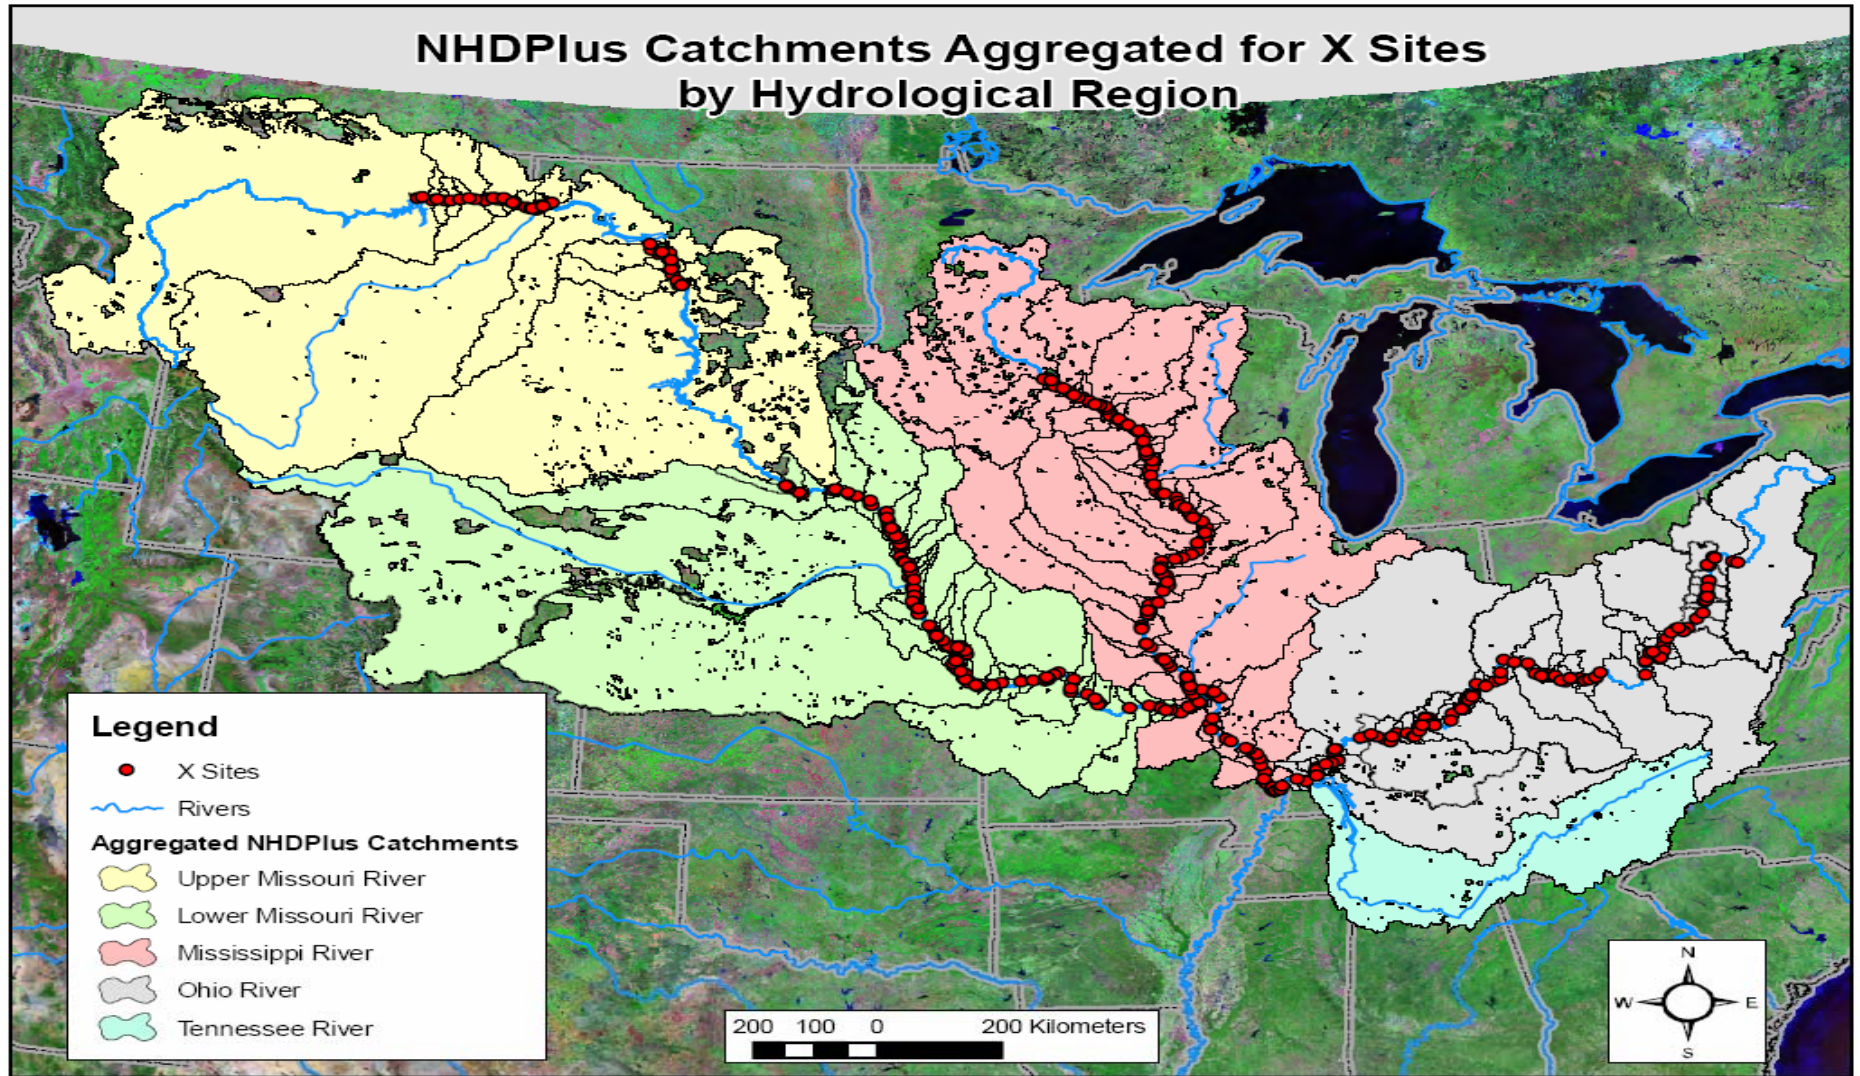 NHDPlus Catchments Aggregated for X Sites
by Hydrological Region
Legend
X Sites
Rivers
Aggregated NHDPlus Catchments
Upper Missouri River
Lower Missouri River
Mississippi River
Ohio River
Tennessee River
200 100 0 200 Kilometers
N
W E
S